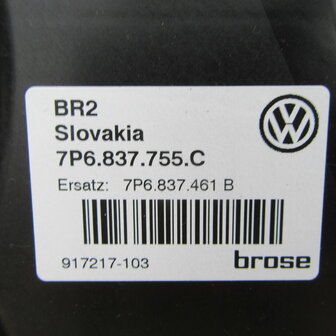 BR2
Slovakia
7P6.837.755.C
Ersatz: 7P6.837.461 B
917217-103 brose